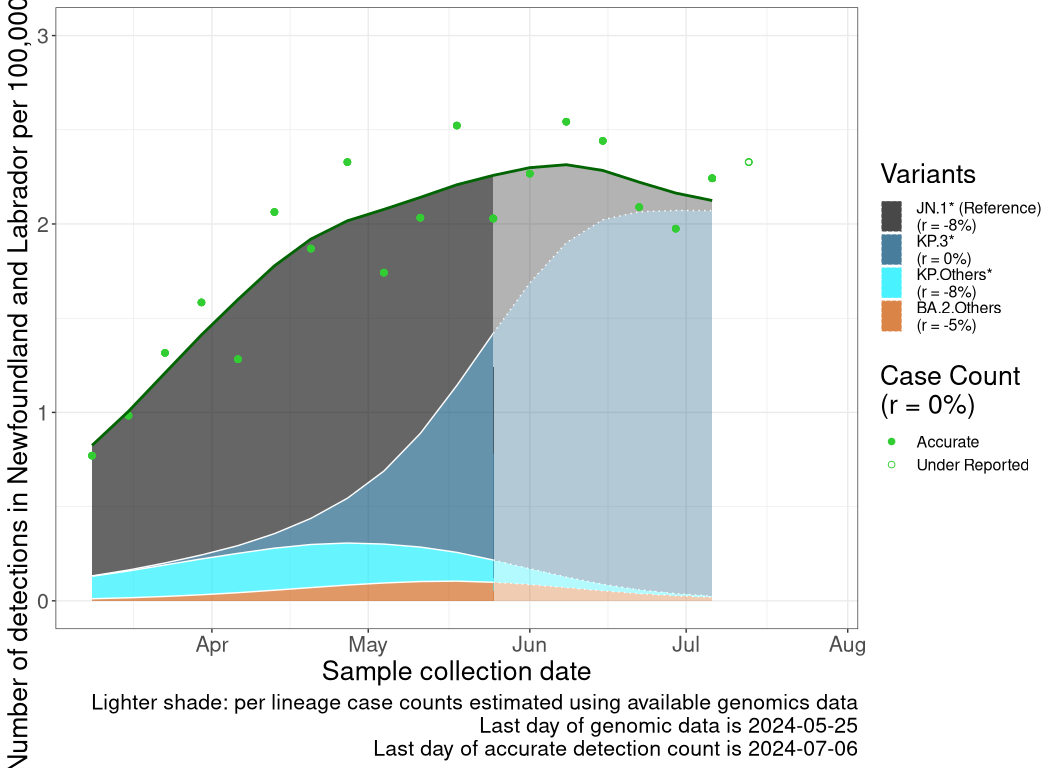 Number of detections in Newfoundland and Labrador per 100,000
3
2
1
0
Apr
May
Jun
Jul
Aug
Sample collection date
Lighter shade: per lineage case counts estimated using available genomics data
Last day of genomic data is 2024-05-25
Last day of accurate detection count is 2024-07-06
Variants
JN.1* (Reference)
(r = -8%)
KP.3*
(r = 0%)
KP.Others*
(r = -8%)
BA.2.Others
(r = -5%)
Case Count
(r = 0%)
Accurate
Under Reported